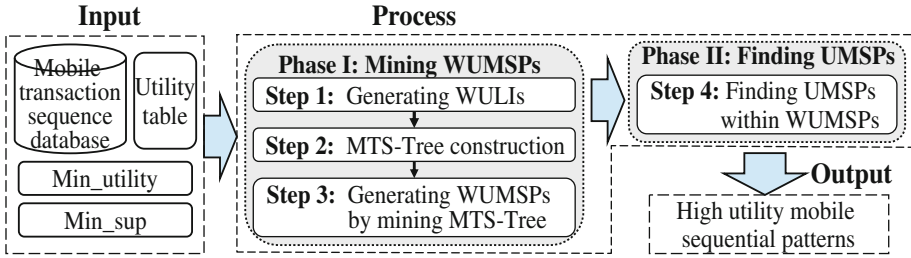 Input
Mobile
transaction
sequence
database
Utility
table
Min_utility
Min_sup
Process
Phase I: Mining WUMSPs
Step 1: Generating WULIs
Step 2: MTS-Tree construction
Step 3: Generating WUMSPs
by mining MTS-Tree
Phase II: Finding UMSPs
Step 4: Finding UMSPs
within WUMSPs
Output
High utility mobile
sequential patterns